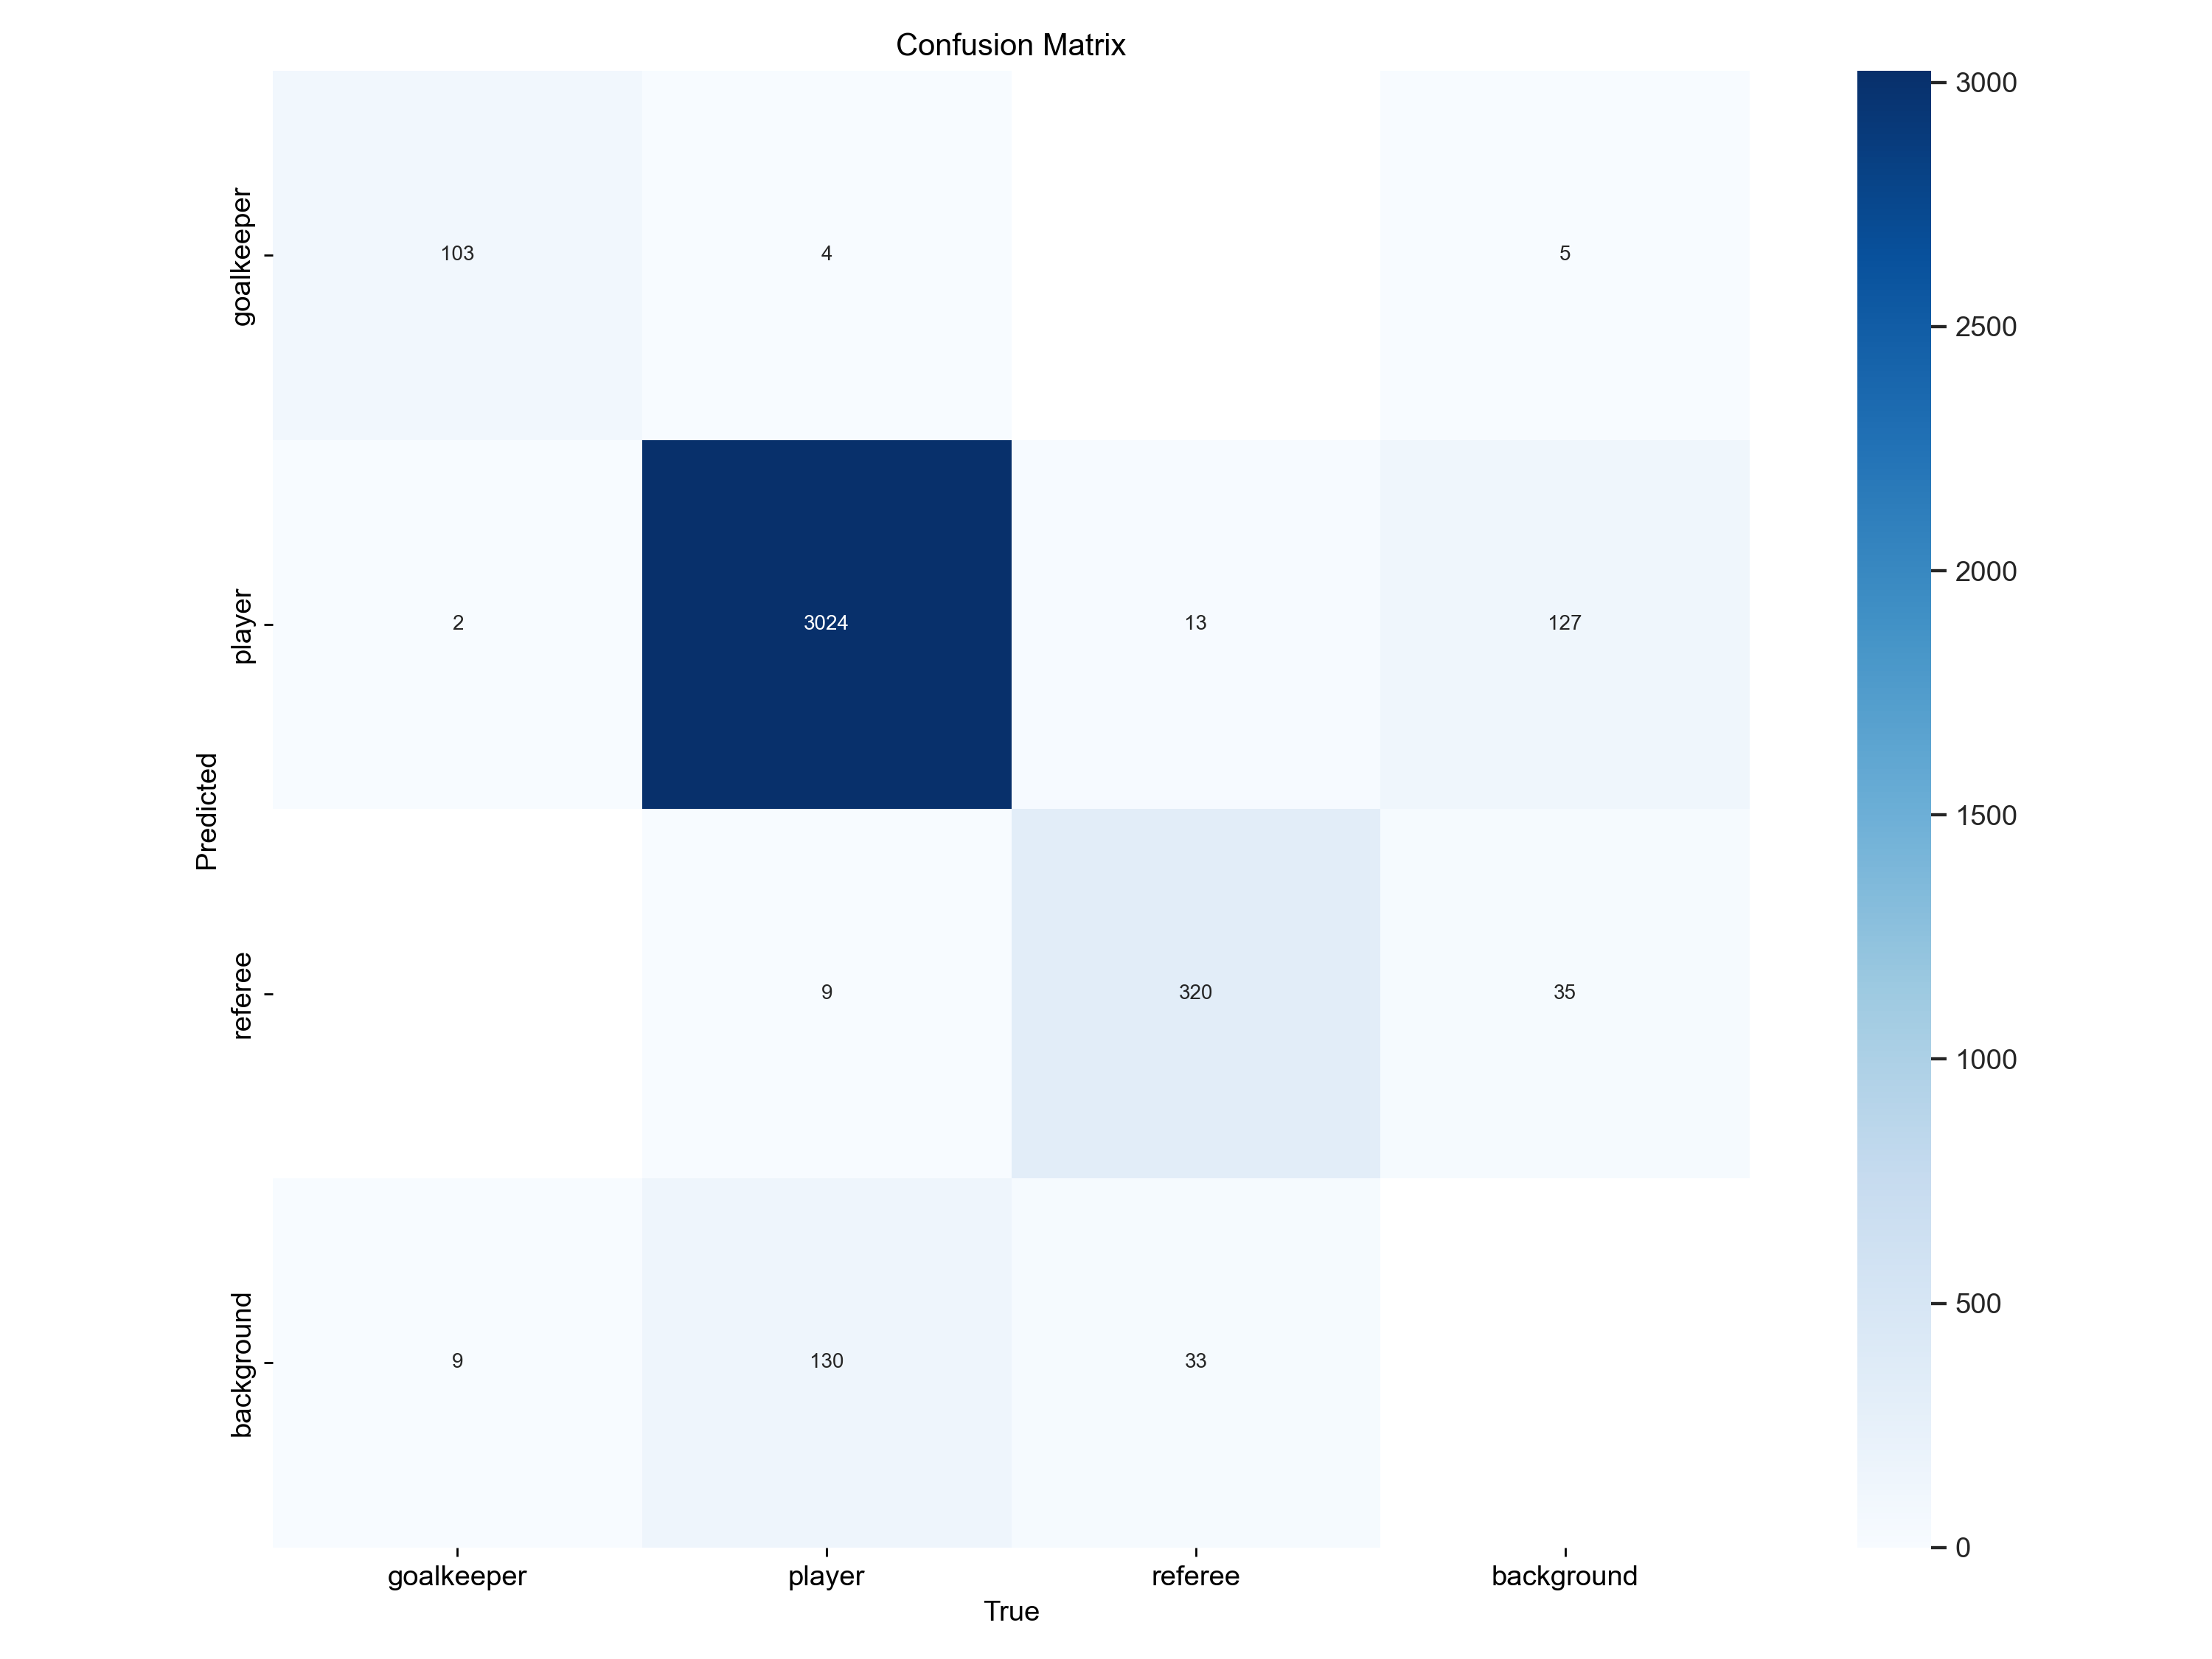 Confusion Matrix
goalkeeper
103
4
5
player
2
3024
13
127
referee
9
320
35
background
9
130
33
Predicted
goalkeeper
player
referee
background
True
3000
2500
2000
1500
1000
500
0